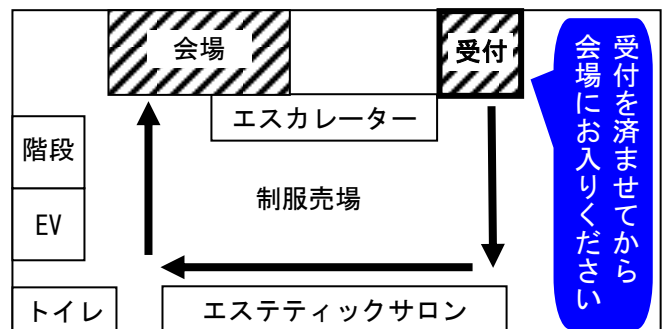 会場
受付
受付を済ませてから
会場にお入りください
エスカレーター
階段
制服売場
EV
トイレ
エステティックサロン